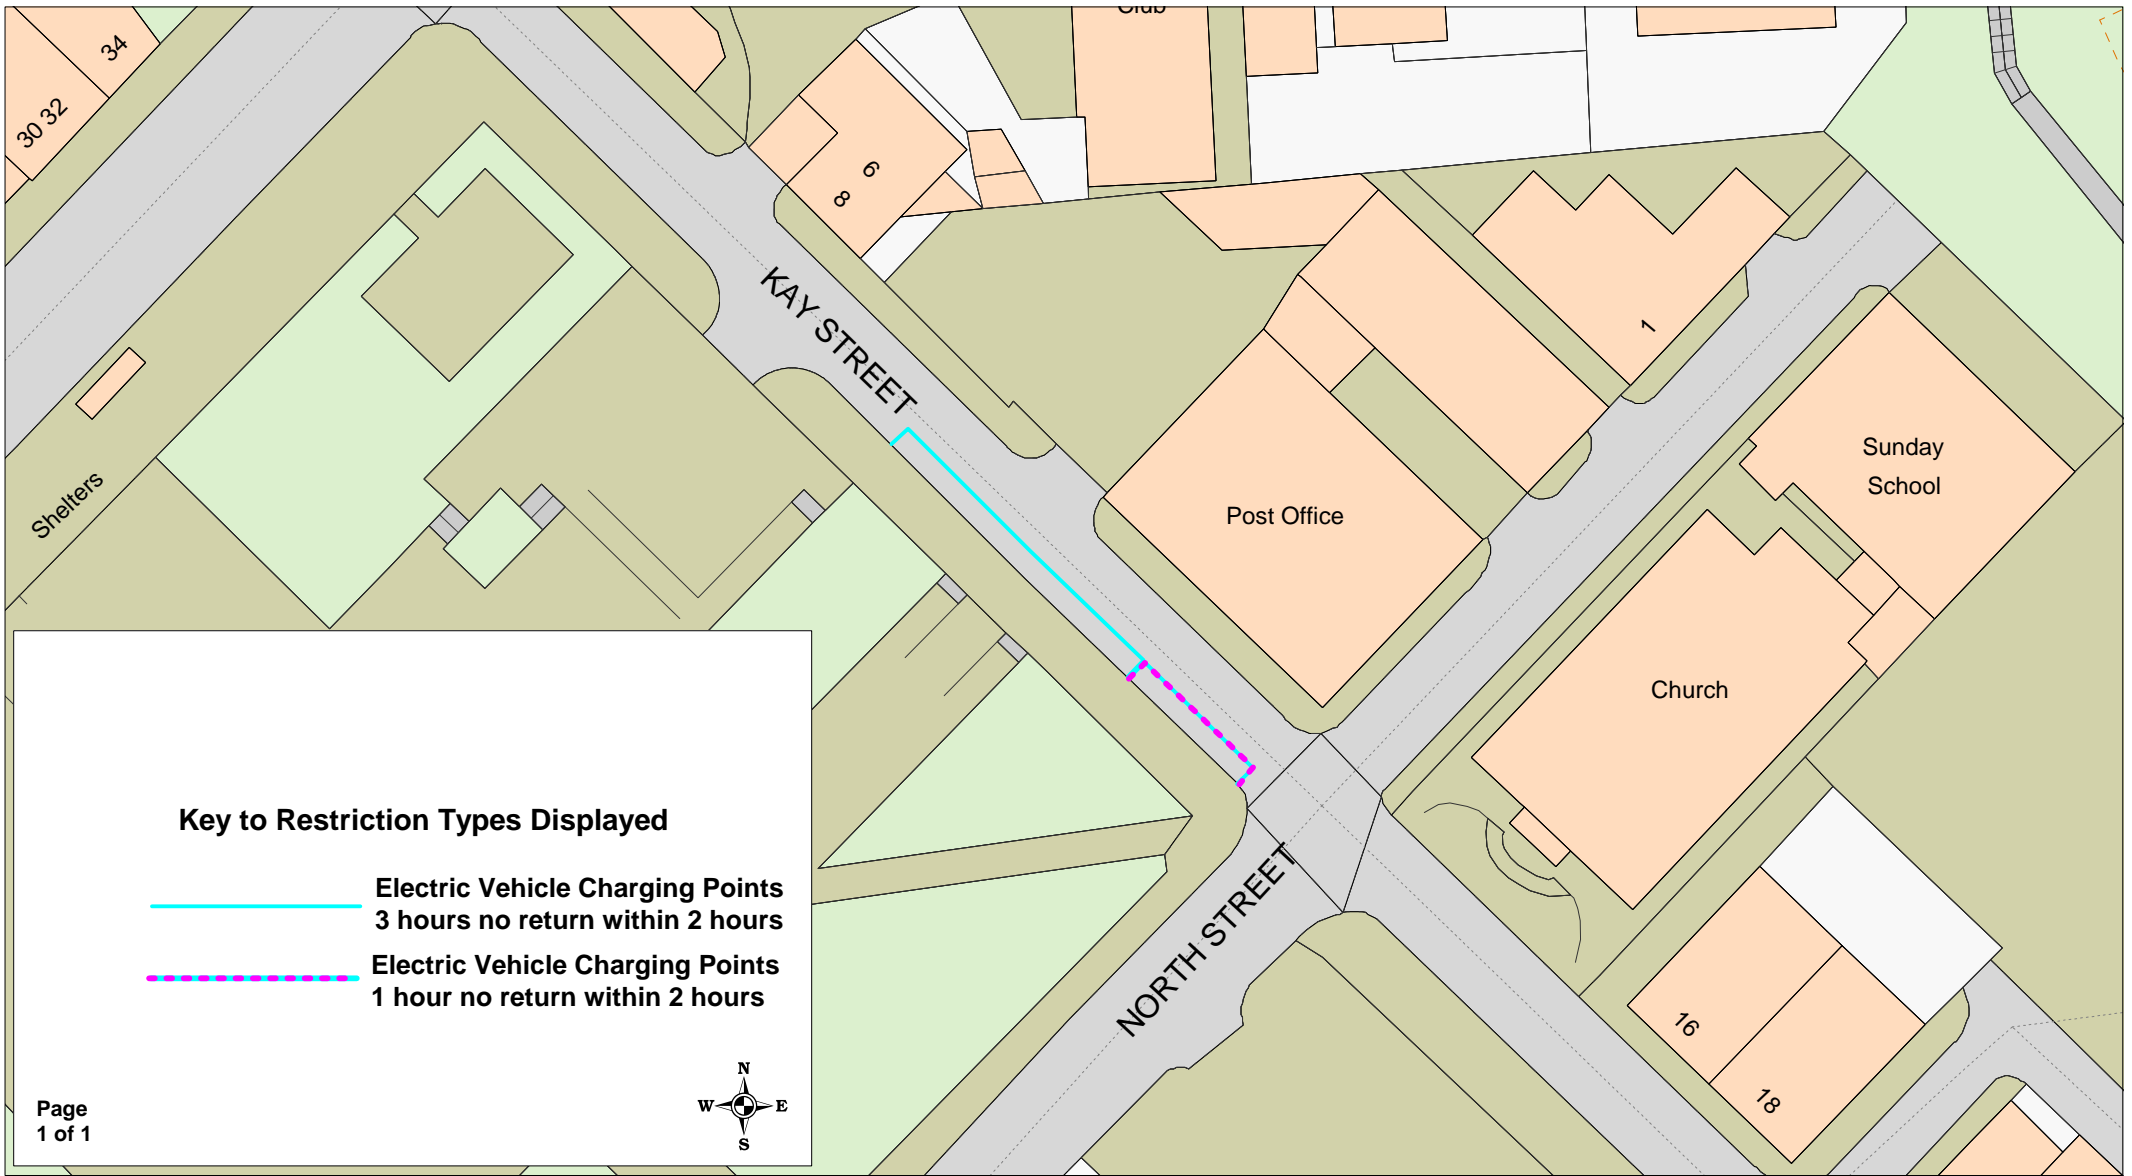 Club
34
30 32
6
8
KAY STREET
1
Shelters
Post Office
Sunday
School
Church
NORTH STREET
16
18
Key to Restriction Types Displayed
Electric Vehicle Charging Points
3 hours no return within 2 hours
Electric Vehicle Charging Points
1 hour no return within 2 hours
N
W E
S
Page
1 of 1